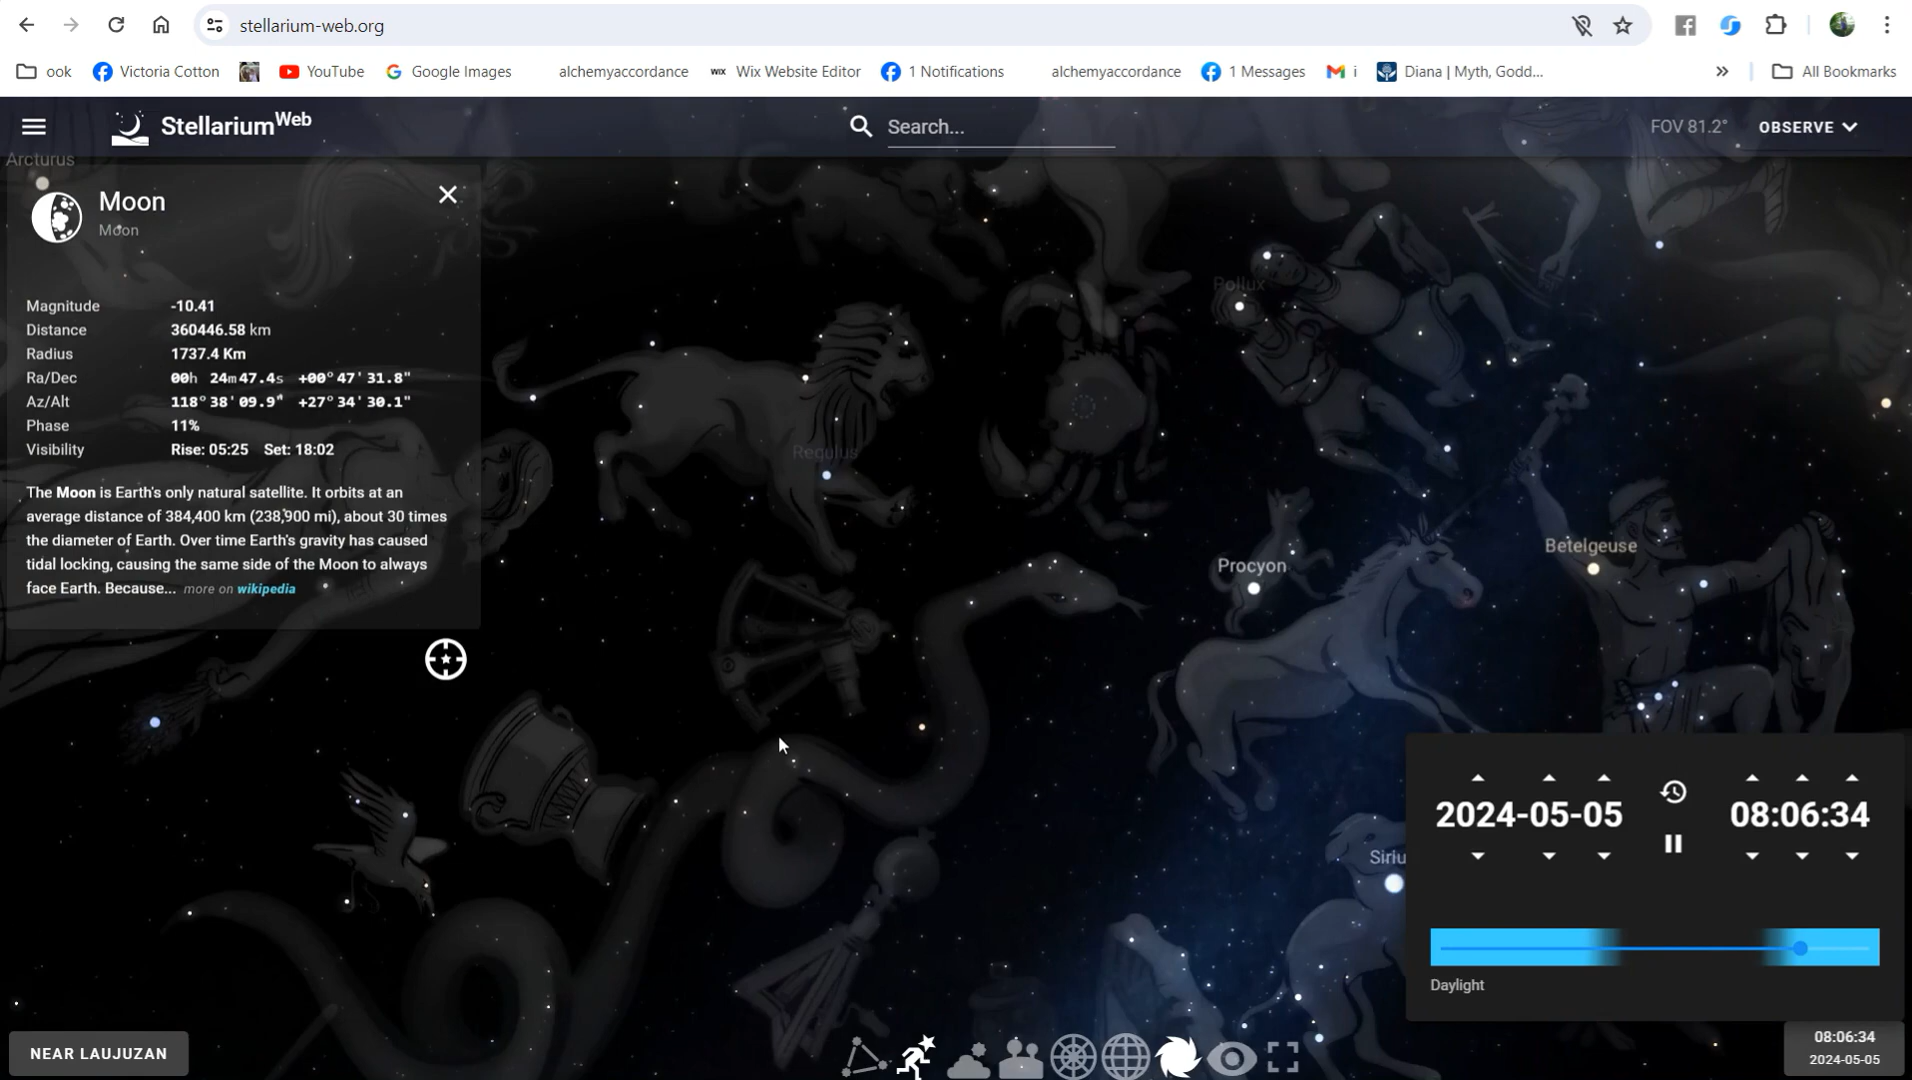 stellarium-web.org
ook
Victoria Cotton
YouTube
Google Images
alchemyaccordance
WIX Wix Website Editor
1 Notifications
alchemyaccordance
1 Messages
i
Diana | Myth, Godd...
»
All Bookmarks
StellariumWeb
Search...
FOV 81.2°
OBSERVE
Arcturus
Moon
Moon
Magnitude -10.41
Distance 360446.58 km
Radius 1737.4 Km
Ra/Dec 00h 24m47.4s +00°47'31.8"
Az/Alt 118°38'09.9" +27°34'30.1"
Phase 11%
Visibility Rise: 05:25 Set: 18:02
The Moon is Earth's only natural satellite. It orbits at an
average distance of 384,400 km (238,900 mi), about 30 times
the diameter of Earth. Over time Earth's gravity has caused
tidal locking, causing the same side of the Moon to always
face Earth. Because... more on wikipedia
Pollux
Regulus
Procyon
Betelgeuse
Siriu
2024-05-05
08:06:34
Daylight
NEAR LAUJUZAN
08:06:34
2024-05-05